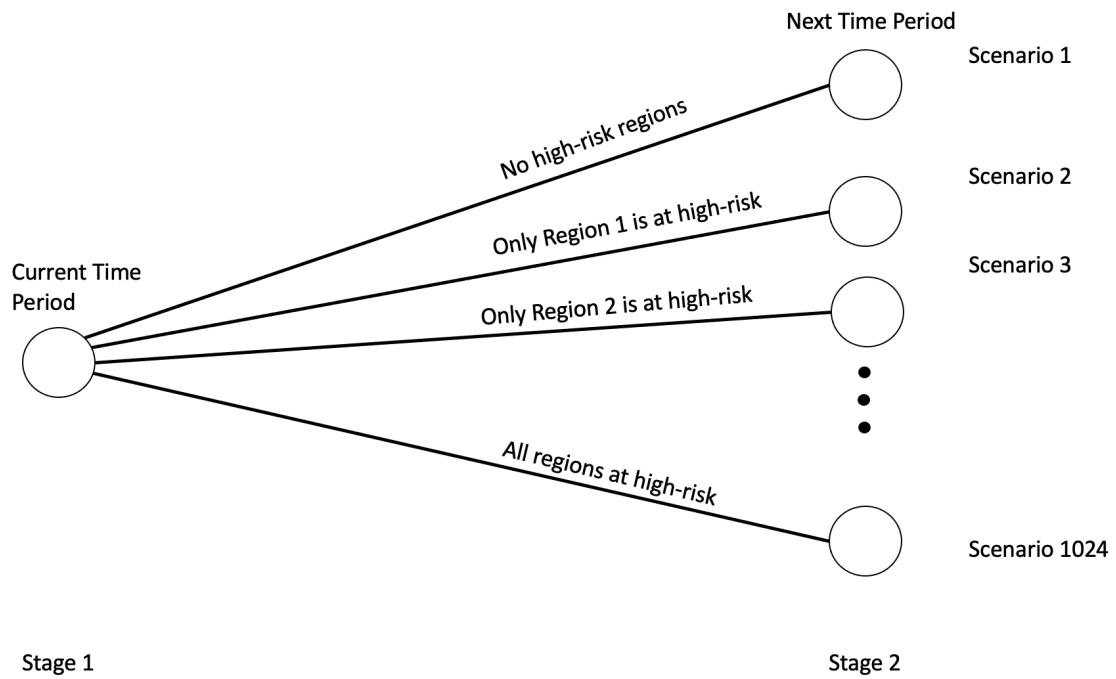 Next Time Period
Scenario 1
No high-risk regions
Scenario 2
Only Region 1 is at high-risk
Scenario 3
Current Time
Period
Only Region 2 is at high-risk
All regions at high-risk
Scenario 1024
Stage 1
Stage 2